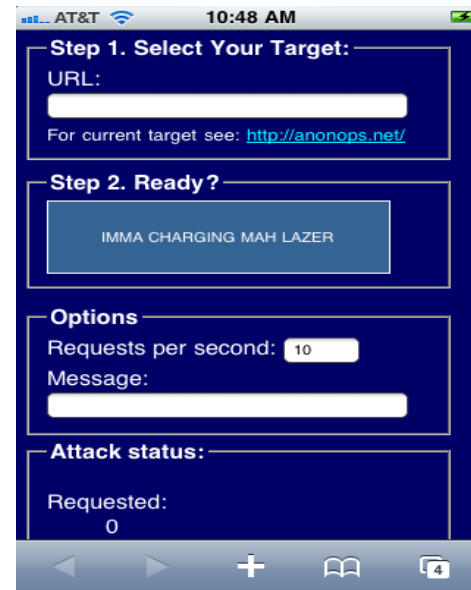 AT&T 10:48 AM
Step 1. Select Your Target:
URL:
For current target see: http://anonops.net/
Step 2. Ready?
IMMA CHARGING MAH LAZER
Options
Requests per second: 10
Message:
Attack status:
Requested:
0
4